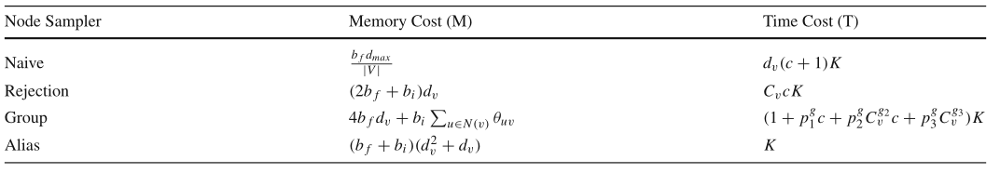 Node Sampler Memory Cost (M) Time Cost (T)
Naive $\frac{b_f d_{max}}{|V|}$ $d_v(c + 1)K$
Rejection $(2b_f + b_i)d_v$ $C_v cK$
Group $4b_f d_v + b_i \sum_{u \in N(v)} \theta_{uv}$ $(1 + p_1^g c + p_2^g C_v^{g_2} c + p_3^g C_v^{g_3})K$
Alias $(b_f + b_i)(d_v^2 + d_v)$ $K$